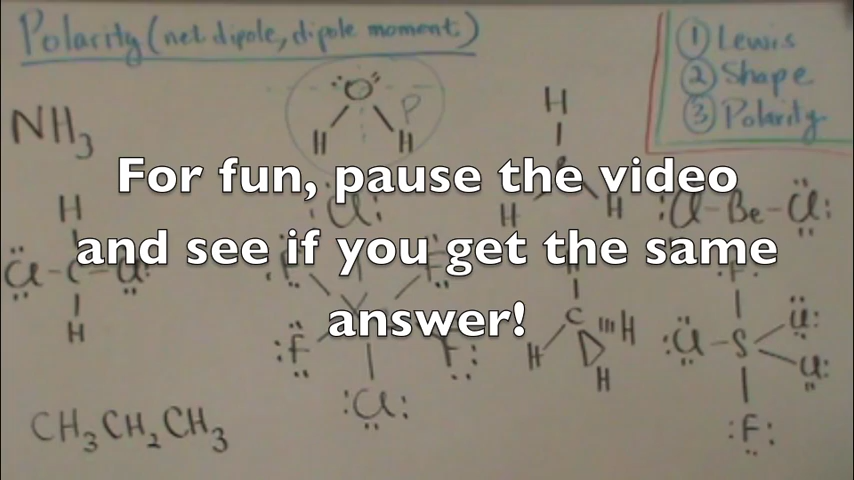 Polarity (net dipole, dipole moment)
① Lewis
② Shape
③ Polarity
NH3
O
H H
P
H
H H
For fun, pause the video
and see if you get the same
answer!
H
Cl - C - Cl
H
Cl
F F
F F
Cl
Cl - Be - Cl
H
C
H H
H
F
Cl - S Cl
Cl
F
CH3CH2CH3